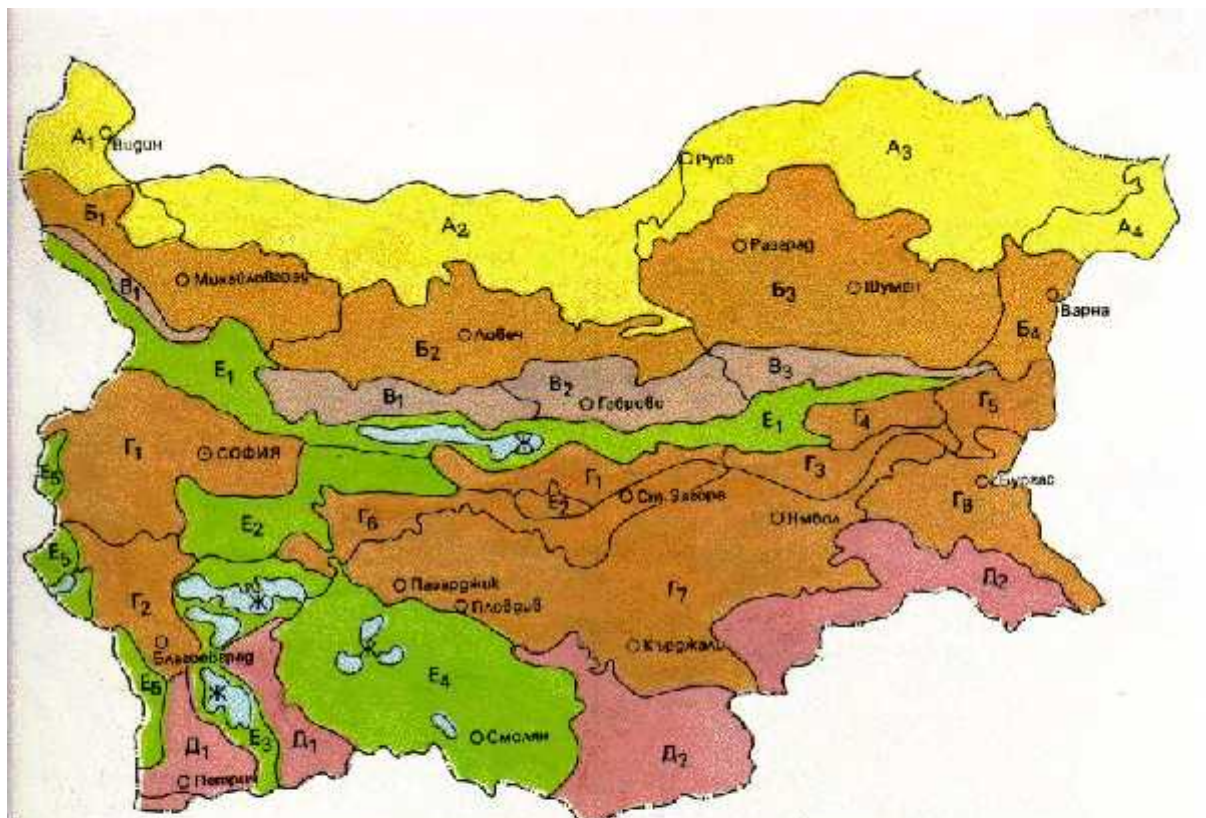 А1
Видин
Русе
А3
Б1
А2
А4
Разград
Михайловград
В1
Б3
Шумен
Варна
Б2
Ловеч
Б4
Е1
В2
В3
В1
Габрово
Е1
Г4
Г5
Г1
СОФИЯ
Ж
Г3
Г1
Е5
Ст. Загора
Бургас
Е2
Г6
Ямбол
Г8
Е5
Пазарджик
Д2
Г2
Ж
Пловдив
Г7
Благоевград
Ж
Кърджали
Е4
Ж
Е3
Д1
Д1
Смолян
Д2
Петрич